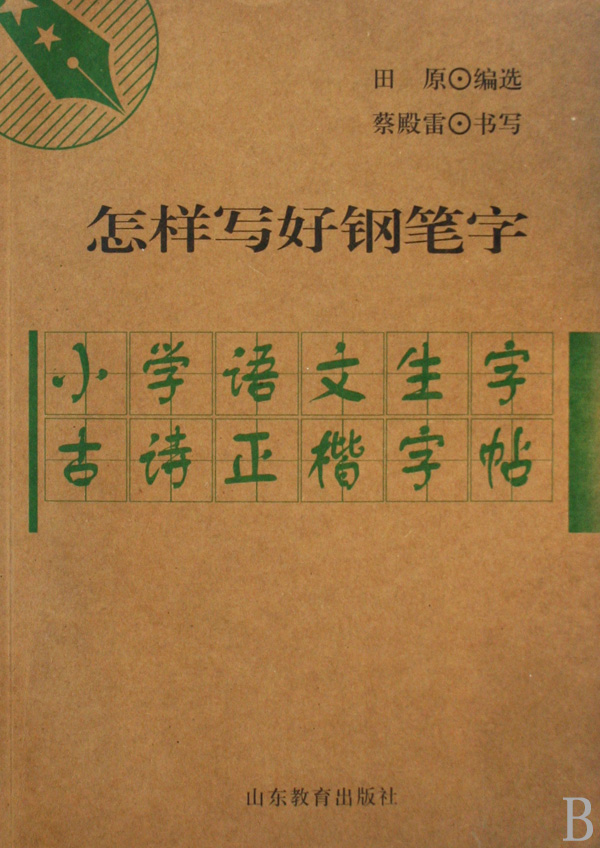 田 原⊙编选
蔡殿雷⊙书写
怎样写好钢笔字
小学语文生字
古诗正楷字帖
山东教育出版社
B